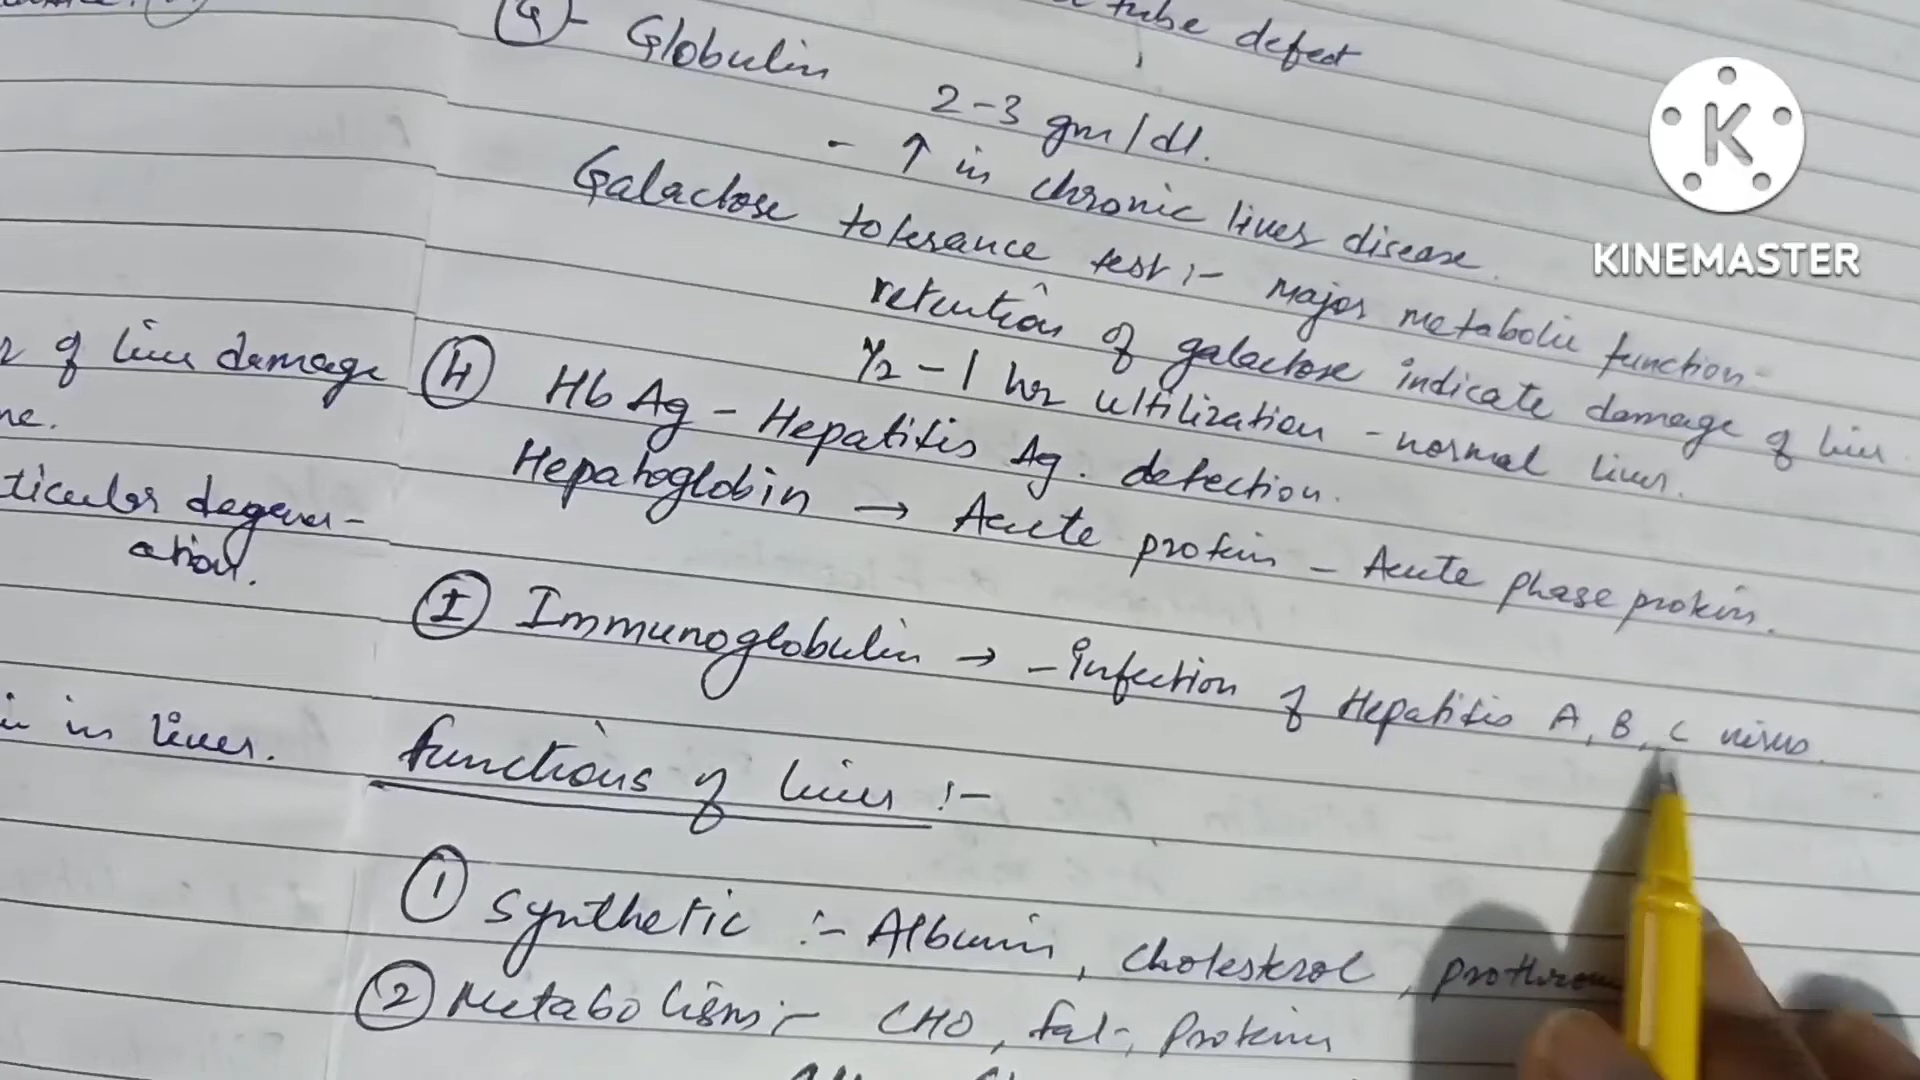 tube defect
G - Globulin
2-3 gm/dl.
- ↑ in chronic liver disease.
Galactose tolerance test :- Major metabolic function -
retention of galactose indicate damage of liver
1/2 - 1 hr ultilization - normal liver.
H Hb Ag - Hepatitis Ag. detection.
Hepatoglobin → Acute protein - Acute phase protein.
I Immunoglobulin → - Infection of Hepatitis A, B, C virus.
functions of liver :-
1 Synthetic :- Albumin, cholesterol, prothrom
2 Metabolism :- CHO, fat, Protein
of liver damage
ne.
ticular degener-
ation.
in liver.
KINEMASTER